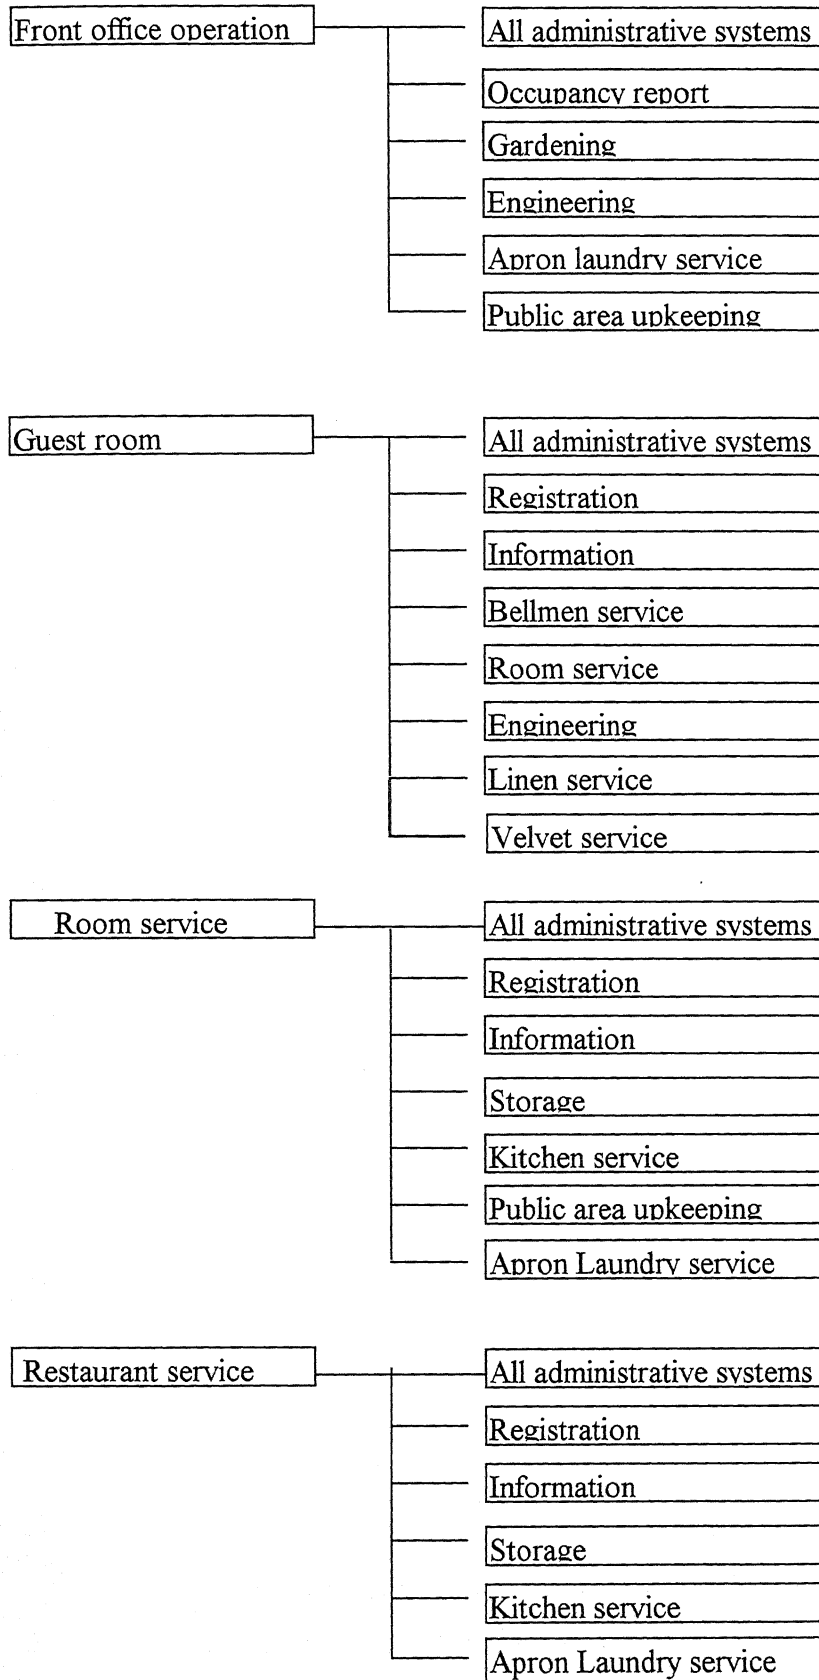 Front office operation
All administrative systems
Occupancy report
Gardening
Engineering
Apron laundry service
Public area upkeeping
Guest room
All administrative systems
Registration
Information
Bellmen service
Room service
Engineering
Linen service
Velvet service
Room service
All administrative systems
Registration
Information
Storage
Kitchen service
Public area upkeeping
Apron Laundry service
Restaurant service
All administrative systems
Registration
Information
Storage
Kitchen service
Apron Laundry service